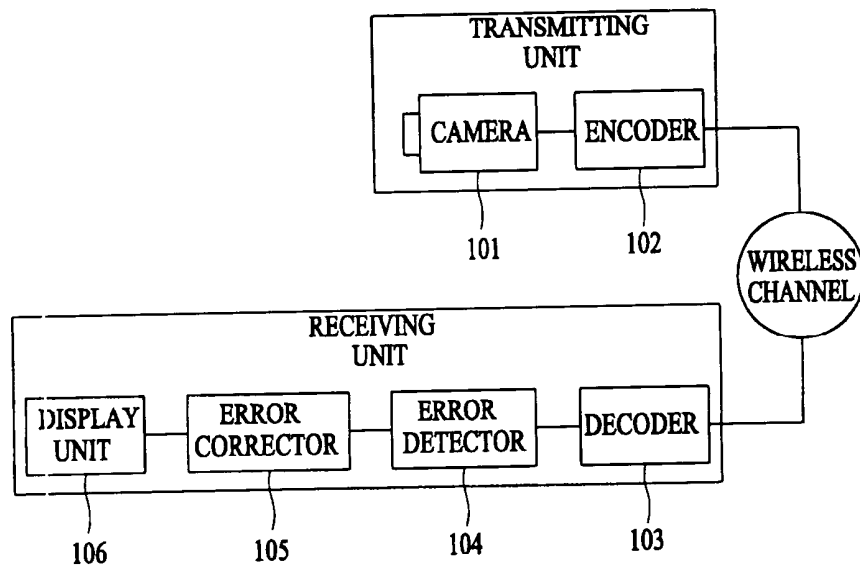 TRANSMITTING
UNIT
CAMERA
ENCODER
101
102
WIRELESS
CHANNEL
RECEIVING
UNIT
DISPLAY
UNIT
ERROR
CORRECTOR
ERROR
DETECTOR
DECODER
106
105
104
103